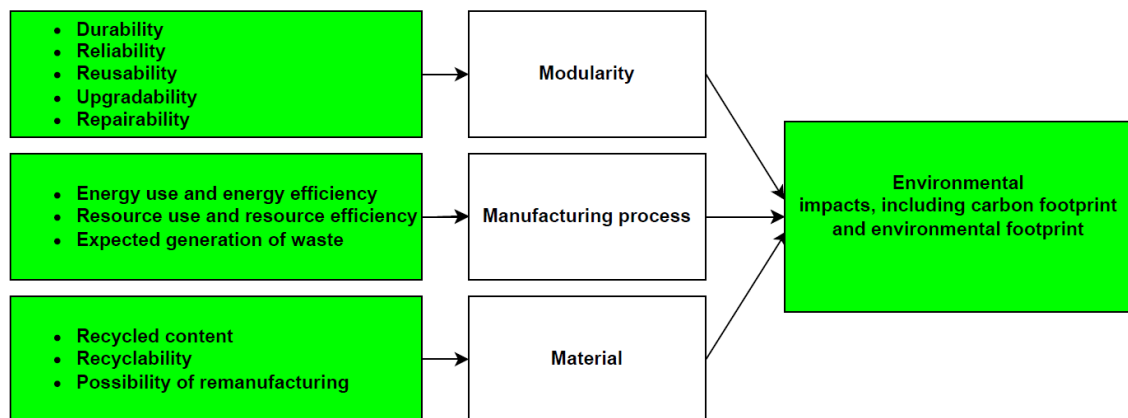 • Durability
• Reliability
• Reusability
• Upgradability
• Repairability
Modularity
• Energy use and energy efficiency
• Resource use and resource efficiency
• Expected generation of waste
Manufacturing process
• Recycled content
• Recyclability
• Possibility of remanufacturing
Material
Environmental
impacts, including carbon footprint
and environmental footprint